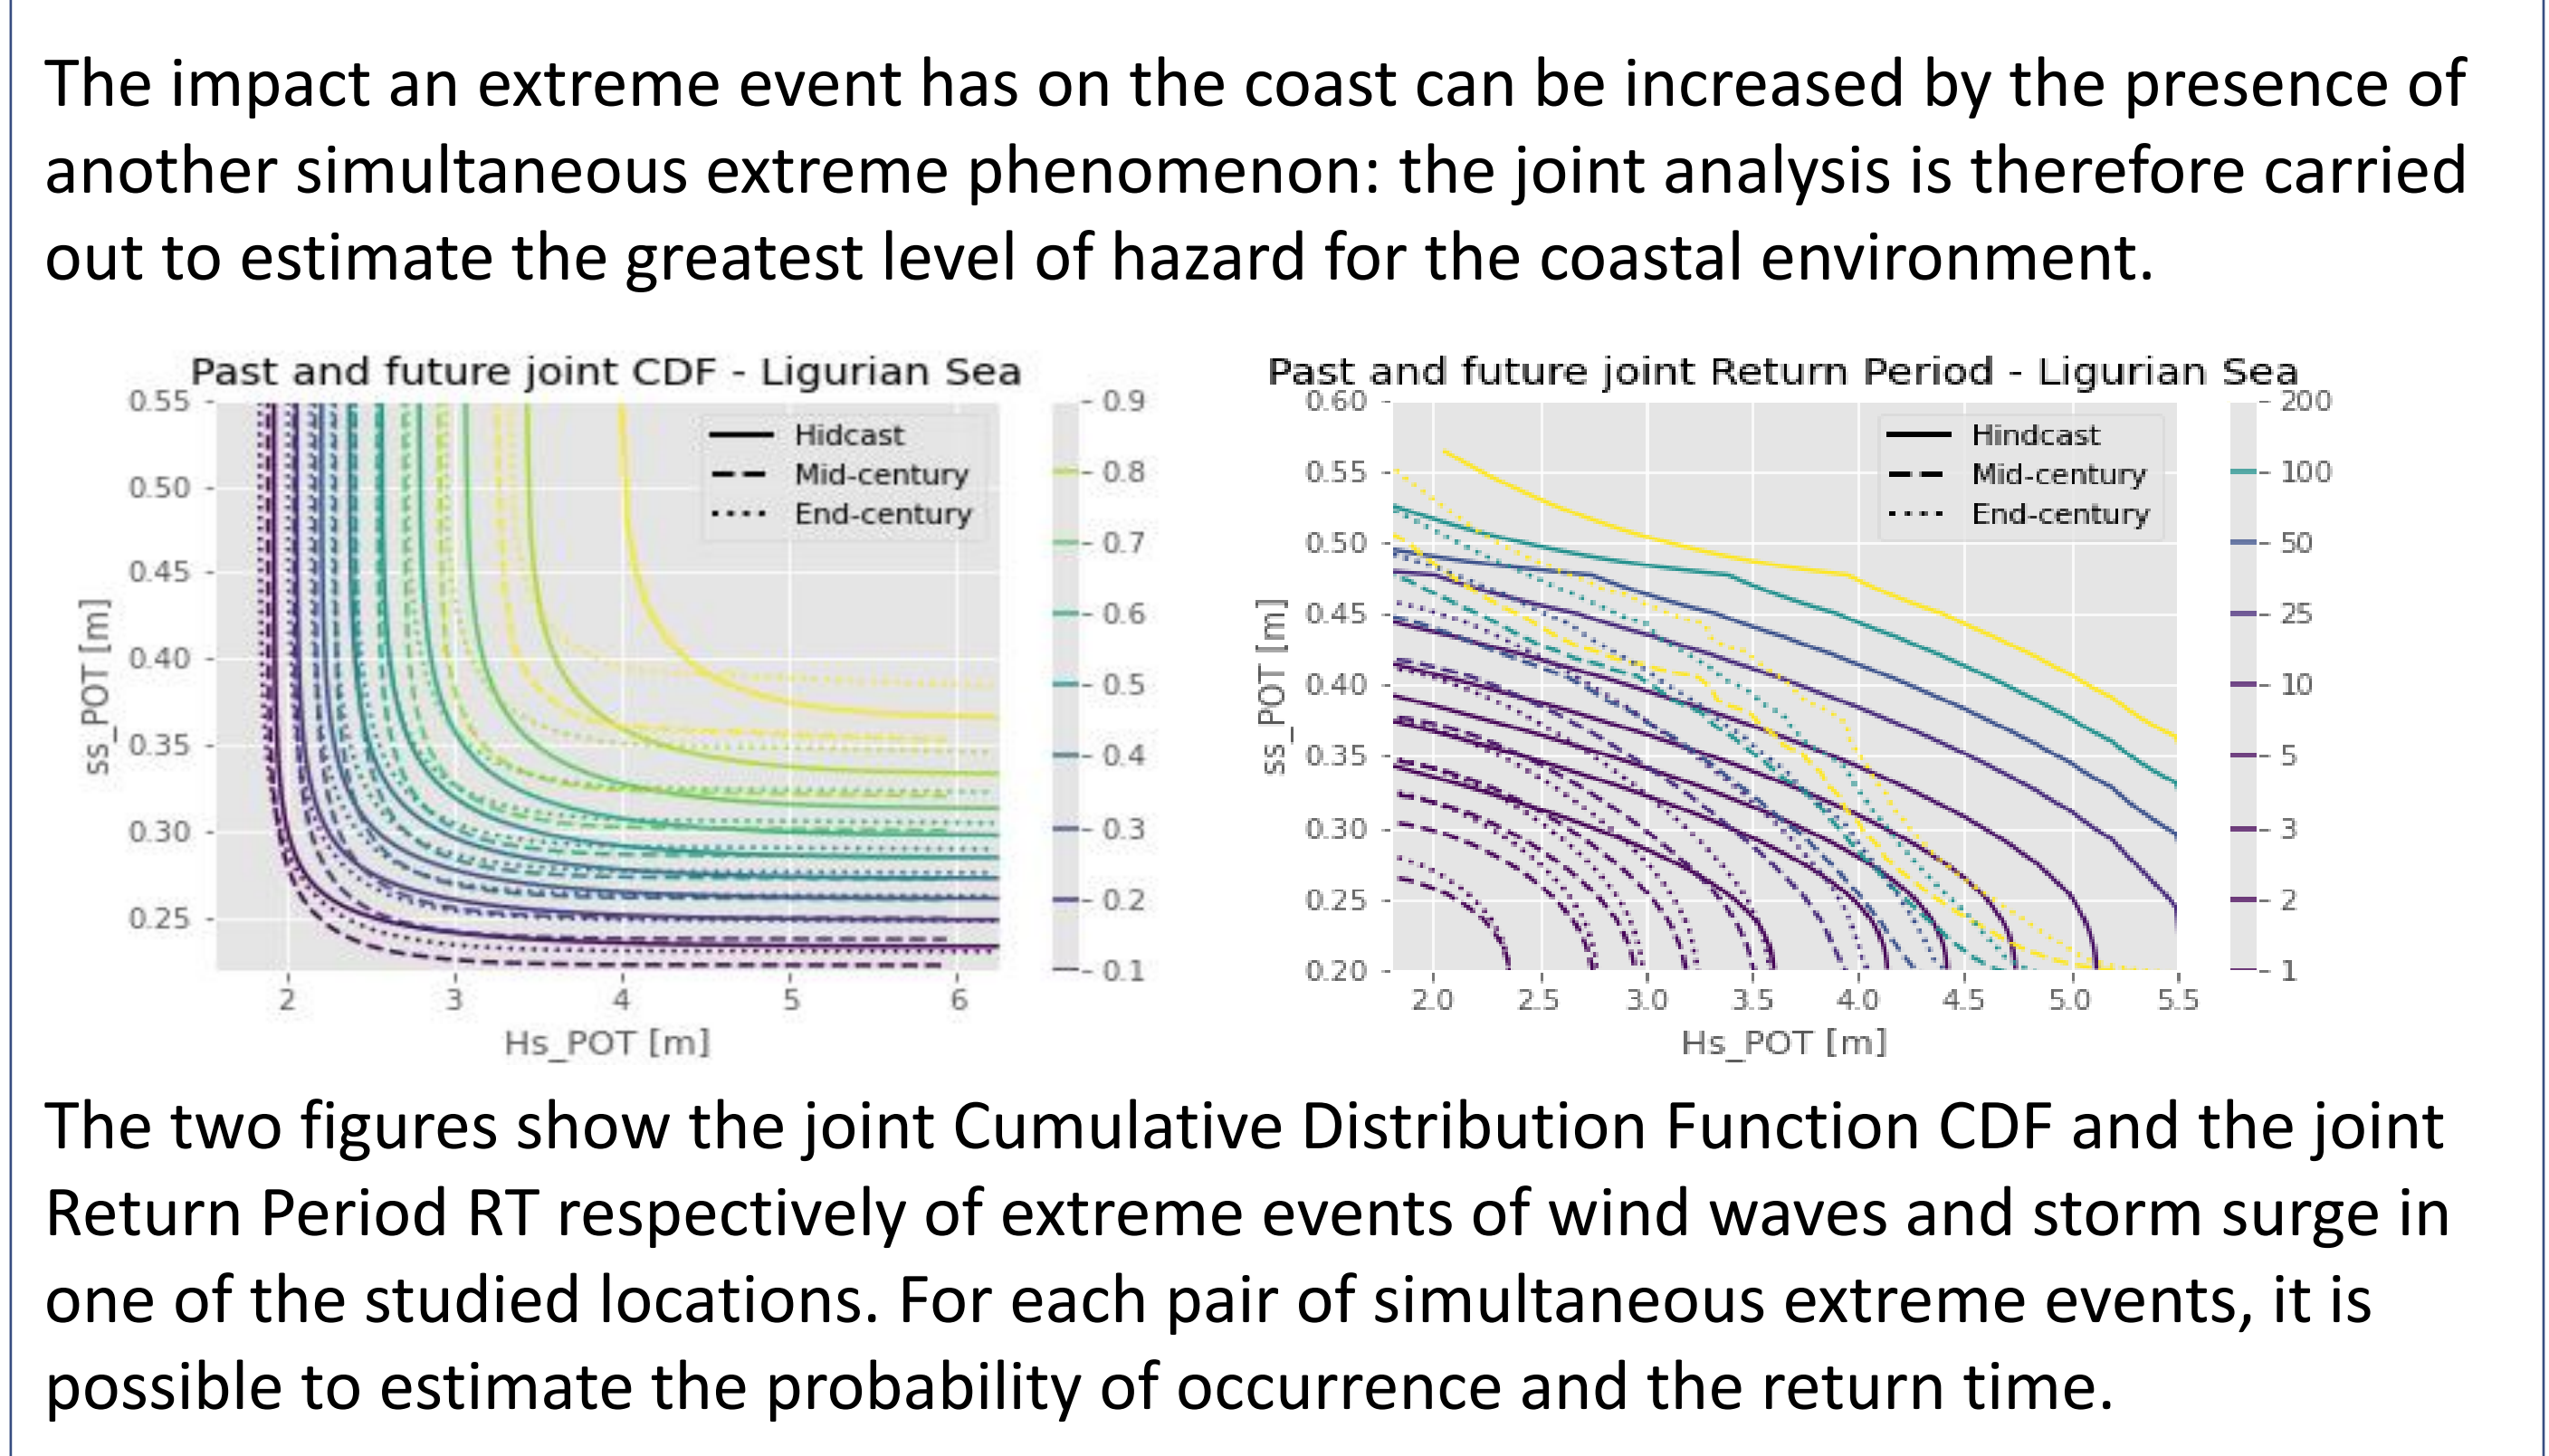 The impact an extreme event has on the coast can be increased by the presence of
another simultaneous extreme phenomenon: the joint analysis is therefore carried
out to estimate the greatest level of hazard for the coastal environment.
Past and future joint CDF - Ligurian Sea
0.55
0.50
0.45
0.40
0.35
0.30
0.25
ss_POT [m]
2 3 4 5 6
Hs_POT [m]
Hidcast
Mid-century
End-century
0.9
0.8
0.7
0.6
0.5
0.4
0.3
0.2
0.1
Past and future joint Return Period - Ligurian Sea
0.60
0.55
0.50
0.45
0.40
0.35
0.30
0.25
0.20
ss_POT [m]
2.0 2.5 3.0 3.5 4.0 4.5 5.0 5.5
Hs_POT [m]
Hindcast
Mid-century
End-century
200
100
50
25
10
5
3
2
1
The two figures show the joint Cumulative Distribution Function CDF and the joint
Return Period RT respectively of extreme events of wind waves and storm surge in
one of the studied locations. For each pair of simultaneous extreme events, it is
possible to estimate the probability of occurrence and the return time.